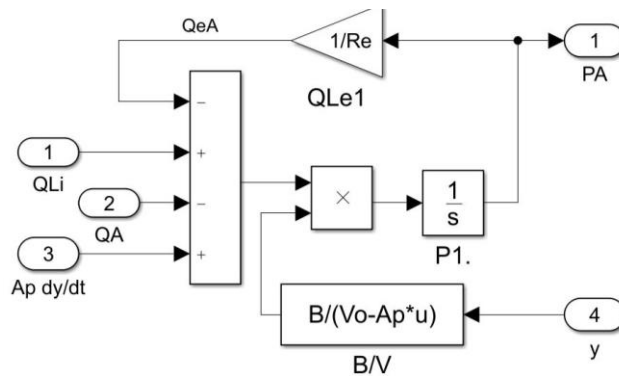 QeA
1/Re
1
PA
QLe1
−
1
QLi
+
2
QA
−
×
1
s
P1.
3
Ap dy/dt
+
B/(Vo-Ap*u)
B/V
4
y